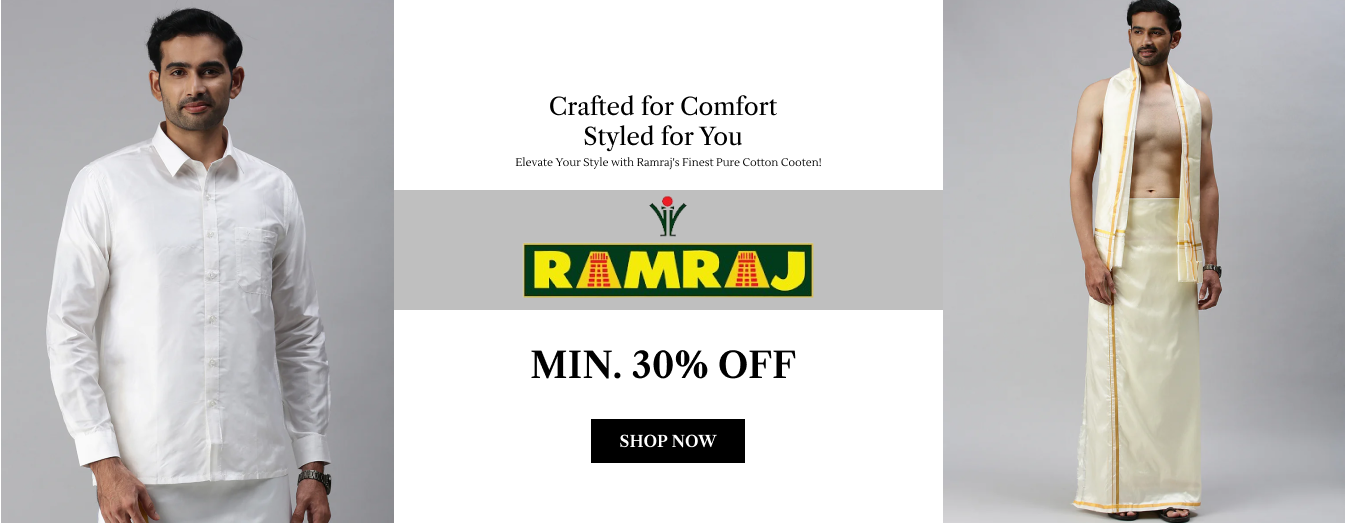 Crafted for Comfort
Styled for You
Elevate Your Style with Ramraj's Finest Pure Cotton Cooten!
RAMRAJ
MIN. 30% OFF
SHOP NOW